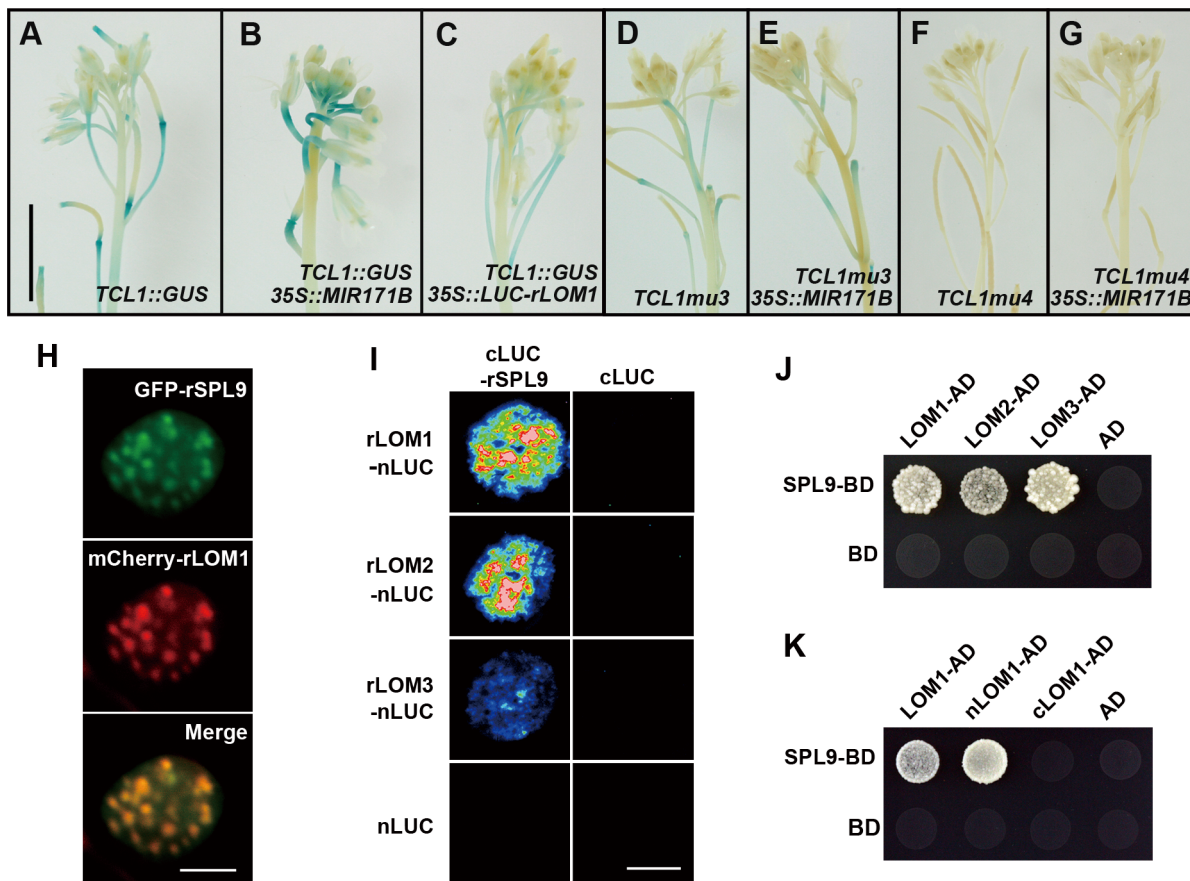 A
B
C
D
E
F
G
TCL1::GUS
TCL1::GUS
35S::MIR171B
TCL1::GUS
35S::LUC-rLOM1
TCL1mu3
TCL1mu3
35S::MIR171B
TCL1mu4
TCL1mu4
35S::MIR171B
H
GFP-rSPL9
mCherry-rLOM1
Merge
I
cLUC
-rSPL9
cLUC
rLOM1
-nLUC
rLOM2
-nLUC
rLOM3
-nLUC
nLUC
J
LOM1-AD
LOM2-AD
LOM3-AD
AD
SPL9-BD
BD
K
LOM1-AD
nLOM1-AD
cLOM1-AD
AD
SPL9-BD
BD